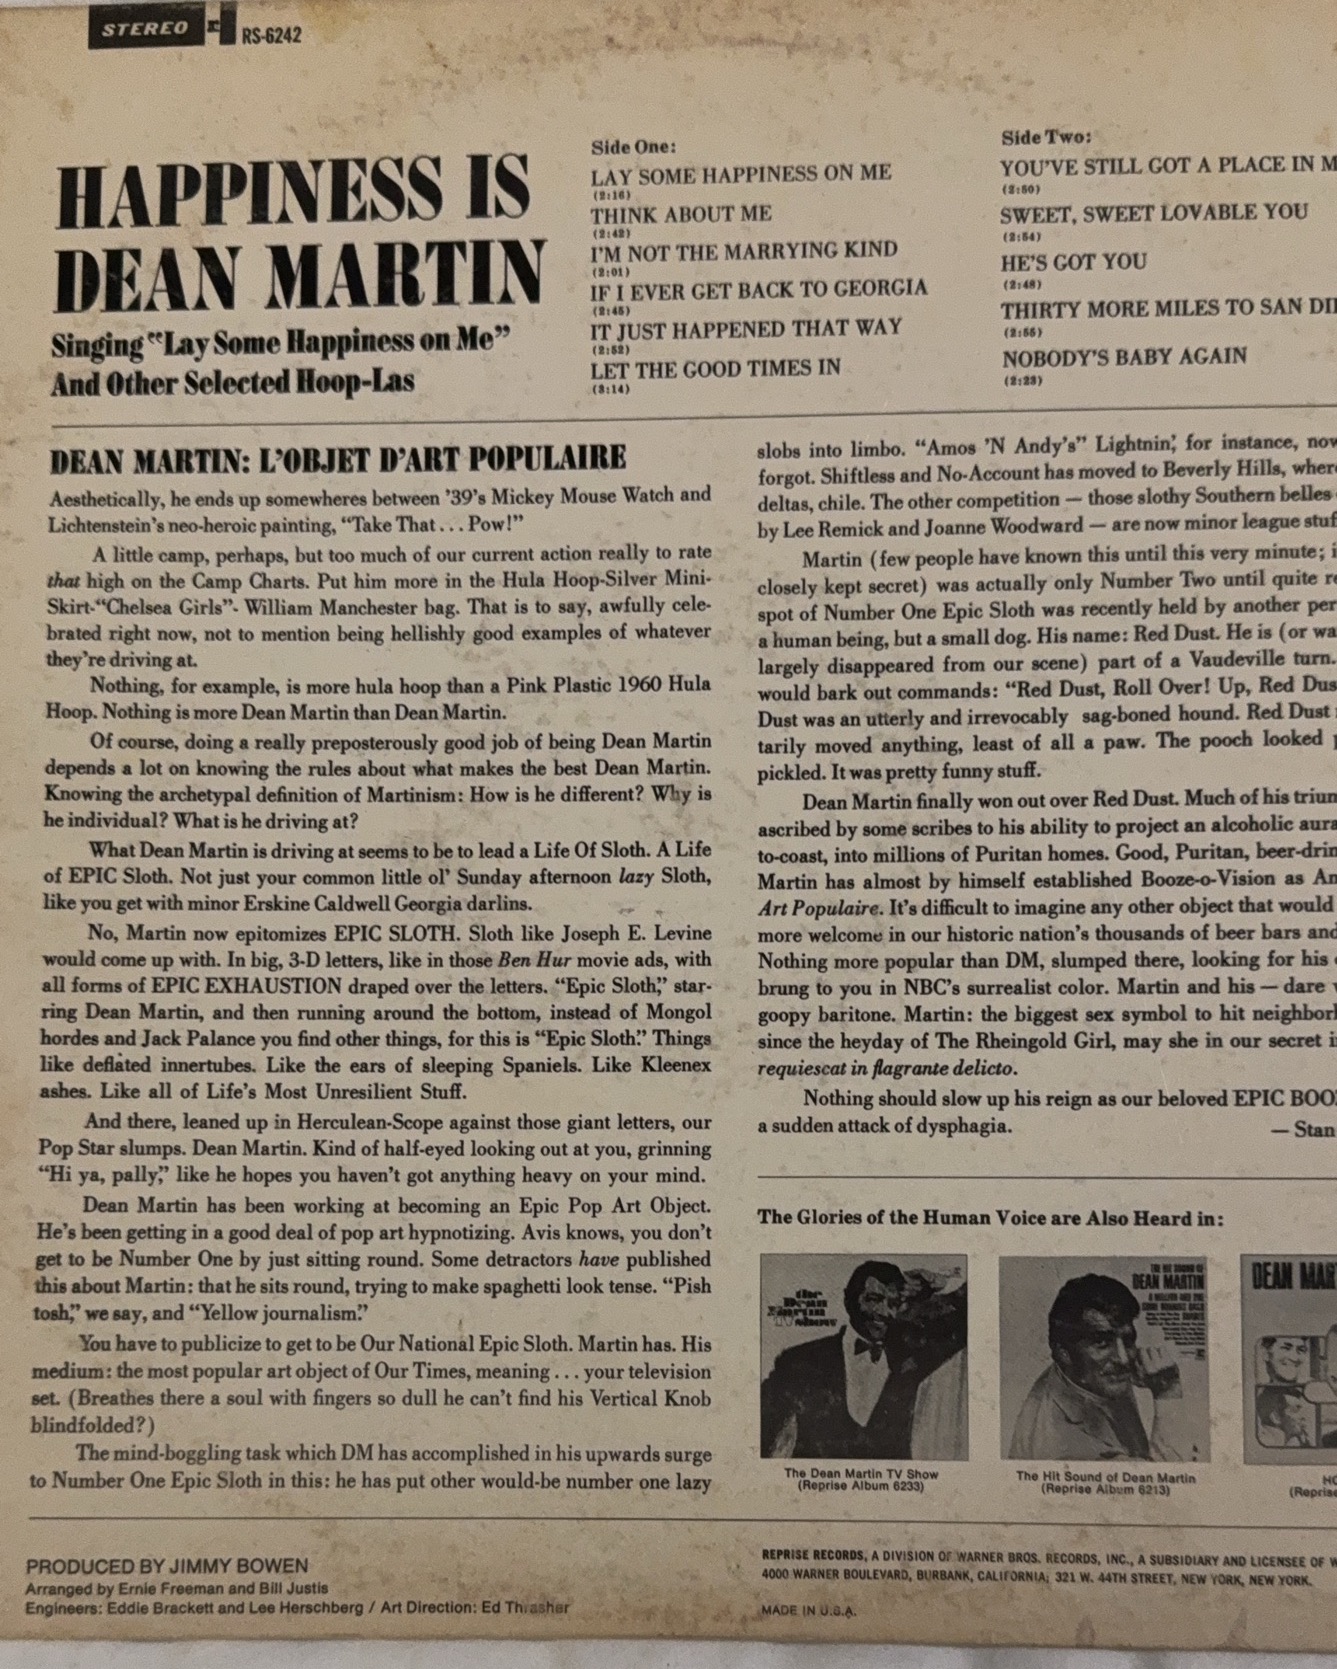 STEREO r RS-6242
HAPPINESS IS
DEAN MARTIN
Singing "Lay Some Happiness on Me"
And Other Selected Hoop-Las
Side One:
LAY SOME HAPPINESS ON ME
(2:16)
THINK ABOUT ME
(2:42)
I'M NOT THE MARRYING KIND
(2:01)
IF I EVER GET BACK TO GEORGIA
(2:45)
IT JUST HAPPENED THAT WAY
(2:52)
LET THE GOOD TIMES IN
(3:14)
Side Two:
YOU'VE STILL GOT A PLACE IN M
(2:50)
SWEET, SWEET LOVABLE YOU
(2:54)
HE'S GOT YOU
(2:48)
THIRTY MORE MILES TO SAN DI
(2:55)
NOBODY'S BABY AGAIN
(2:23)
DEAN MARTIN: L'OBJET D'ART POPULAIRE
Aesthetically, he ends up somewheres between '39's Mickey Mouse Watch and
Lichtenstein's neo-heroic painting, "Take That . . . Pow!"
A little camp, perhaps, but too much of our current action really to rate
that high on the Camp Charts. Put him more in the Hula Hoop-Silver Mini-
Skirt-"Chelsea Girls"- William Manchester bag. That is to say, awfully cele-
brated right now, not to mention being hellishly good examples of whatever
they're driving at.
Nothing, for example, is more hula hoop than a Pink Plastic 1960 Hula
Hoop. Nothing is more Dean Martin than Dean Martin.
Of course, doing a really preposterously good job of being Dean Martin
depends a lot on knowing the rules about what makes the best Dean Martin.
Knowing the archetypal definition of Martinism: How is he different? Why is
he individual? What is he driving at?
What Dean Martin is driving at seems to be to lead a Life Of Sloth. A Life
of EPIC Sloth. Not just your common little ol' Sunday afternoon lazy Sloth,
like you get with minor Erskine Caldwell Georgia darlins.
No, Martin now epitomizes EPIC SLOTH. Sloth like Joseph E. Levine
would come up with. In big, 3-D letters, like in those Ben Hur movie ads, with
all forms of EPIC EXHAUSTION draped over the letters. "Epic Sloth," star-
ring Dean Martin, and then running around the bottom, instead of Mongol
hordes and Jack Palance you find other things, for this is "Epic Sloth." Things
like deflated innertubes. Like the ears of sleeping Spaniels. Like Kleenex
ashes. Like all of Life's Most Unresilient Stuff.
And there, leaned up in Herculean-Scope against those giant letters, our
Pop Star slumps. Dean Martin. Kind of half-eyed looking out at you, grinning
"Hi ya, pally," like he hopes you haven't got anything heavy on your mind.
Dean Martin has been working at becoming an Epic Pop Art Object.
He's been getting in a good deal of pop art hypnotizing. Avis knows, you don't
get to be Number One by just sitting round. Some detractors have published
this about Martin: that he sits round, trying to make spaghetti look tense. "Pish
tosh," we say, and "Yellow journalism."
You have to publicize to get to be Our National Epic Sloth. Martin has. His
medium: the most popular art object of Our Times, meaning . . . your television
set. (Breathes there a soul with fingers so dull he can't find his Vertical Knob
blindfolded?)
The mind-boggling task which DM has accomplished in his upwards surge
to Number One Epic Sloth in this: he has put other would-be number one lazy
slobs into limbo. "Amos 'N Andy's" Lightnin', for instance, now
forgot. Shiftless and No-Account has moved to Beverly Hills, wher
deltas, chile. The other competition — those slothy Southern belles
by Lee Remick and Joanne Woodward — are now minor league stuf
Martin (few people have known this until this very minute; i
closely kept secret) was actually only Number Two until quite re
spot of Number One Epic Sloth was recently held by another per
a human being, but a small dog. His name: Red Dust. He is (or wa
largely disappeared from our scene) part of a Vaudeville turn.
would bark out commands: "Red Dust, Roll Over! Up, Red Dus
Dust was an utterly and irrevocably sag-boned hound. Red Dust
tarily moved anything, least of all a paw. The pooch looked p
pickled. It was pretty funny stuff.
Dean Martin finally won out over Red Dust. Much of his trium
ascribed by some scribes to his ability to project an alcoholic aura
to-coast, into millions of Puritan homes. Good, Puritan, beer-drin
Martin has almost by himself established Booze-o-Vision as An
Art Populaire. It's difficult to imagine any other object that would
more welcome in our historic nation's thousands of beer bars and
Nothing more popular than DM, slumped there, looking for his
brung to you in NBC's surrealist color. Martin and his — dare w
goopy baritone. Martin: the biggest sex symbol to hit neighborh
since the heyday of The Rheingold Girl, may she in our secret i
requiescat in flagrante delicto.
Nothing should slow up his reign as our beloved EPIC BOO
a sudden attack of dysphagia.
— Stan
The Glories of the Human Voice are Also Heard in:
the
Dean
Martin
TV show
THE HIT SOUND OF
DEAN MARTIN
DEAN MAR
The Dean Martin TV Show
(Reprise Album 6233)
The Hit Sound of Dean Martin
(Reprise Album 6213)
HO
(Reprise
PRODUCED BY JIMMY BOWEN
Arranged by Ernie Freeman and Bill Justis
Engineers: Eddie Brackett and Lee Herschberg / Art Direction: Ed Thrasher
REPRISE RECORDS, A DIVISION OF WARNER BROS. RECORDS, INC., A SUBSIDIARY AND LICENSEE OF W
4000 WARNER BOULEVARD, BURBANK, CALIFORNIA; 321 W. 44TH STREET, NEW YORK, NEW YORK.
MADE IN U.S.A.